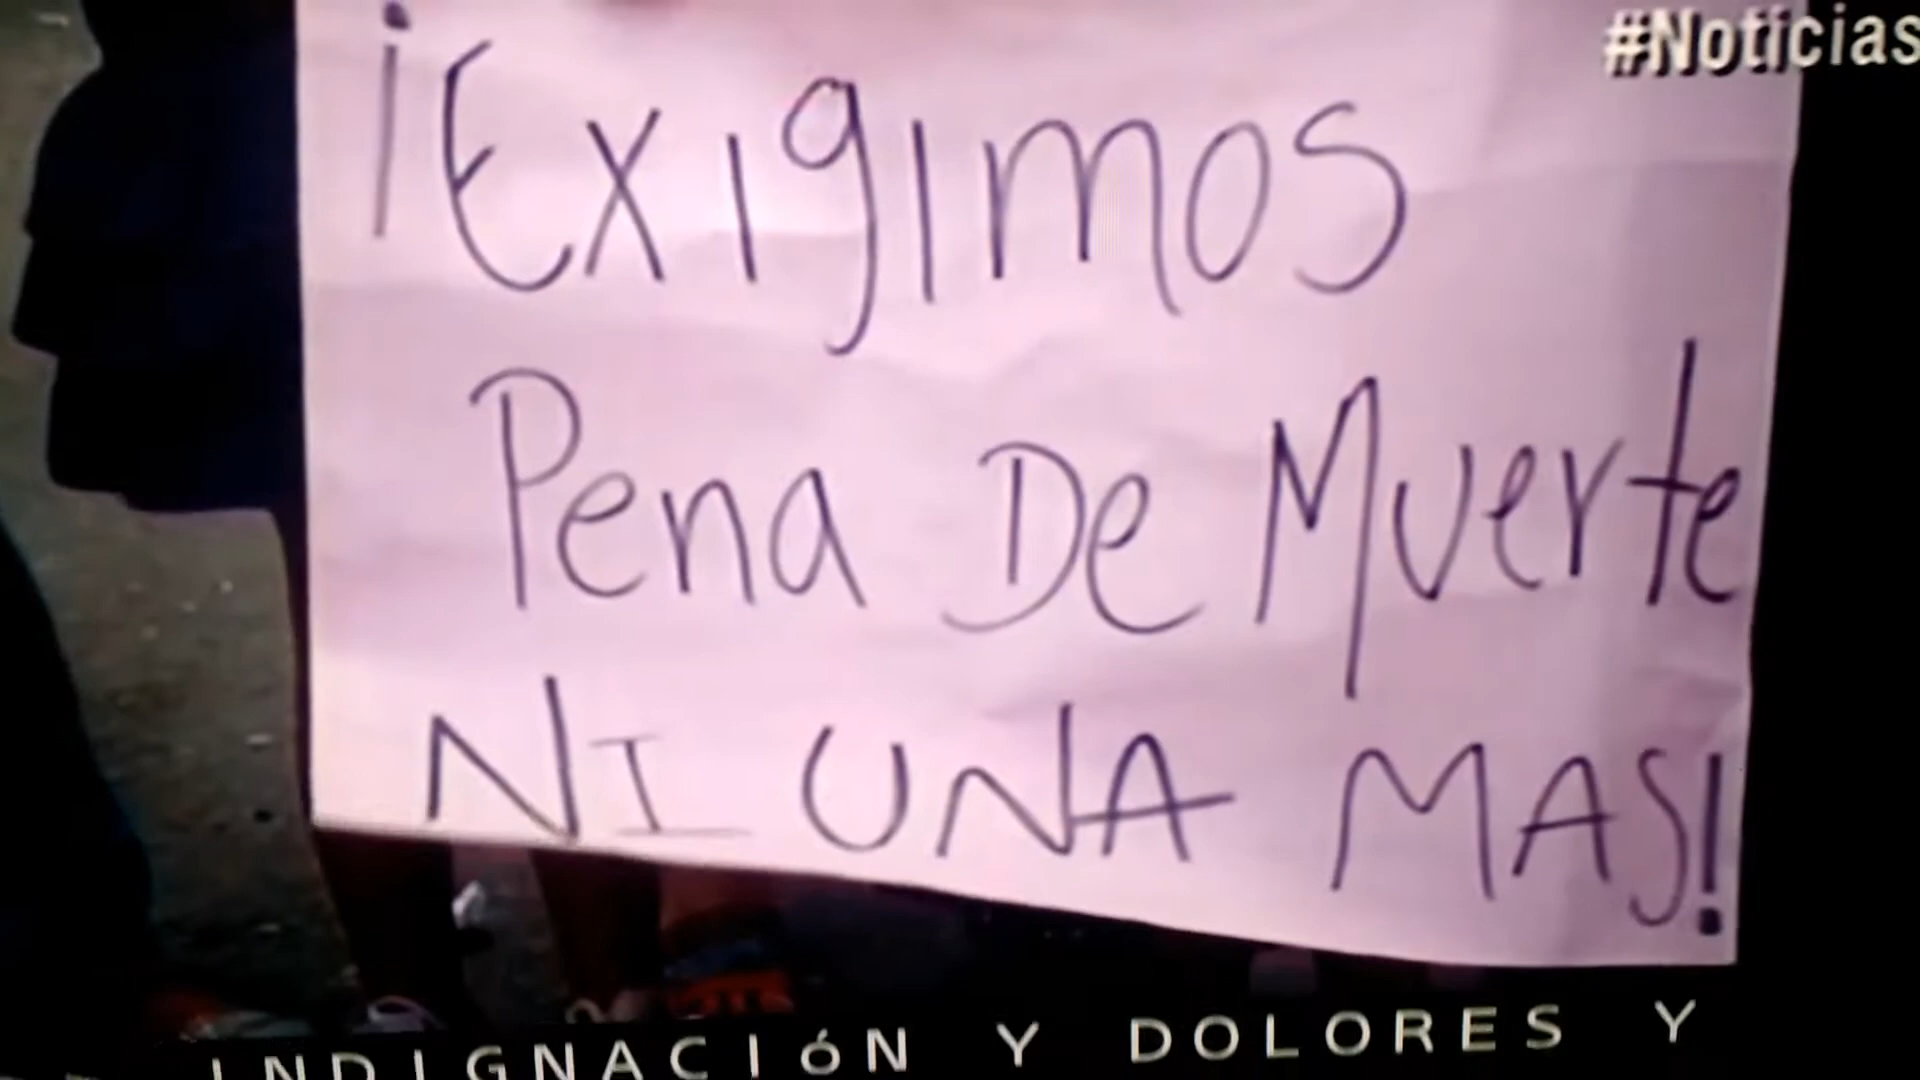 #Noticias
¡Exigimos
Pena De Muerte
NI UNA MAS!
INDIGNACIóN Y DOLORES Y